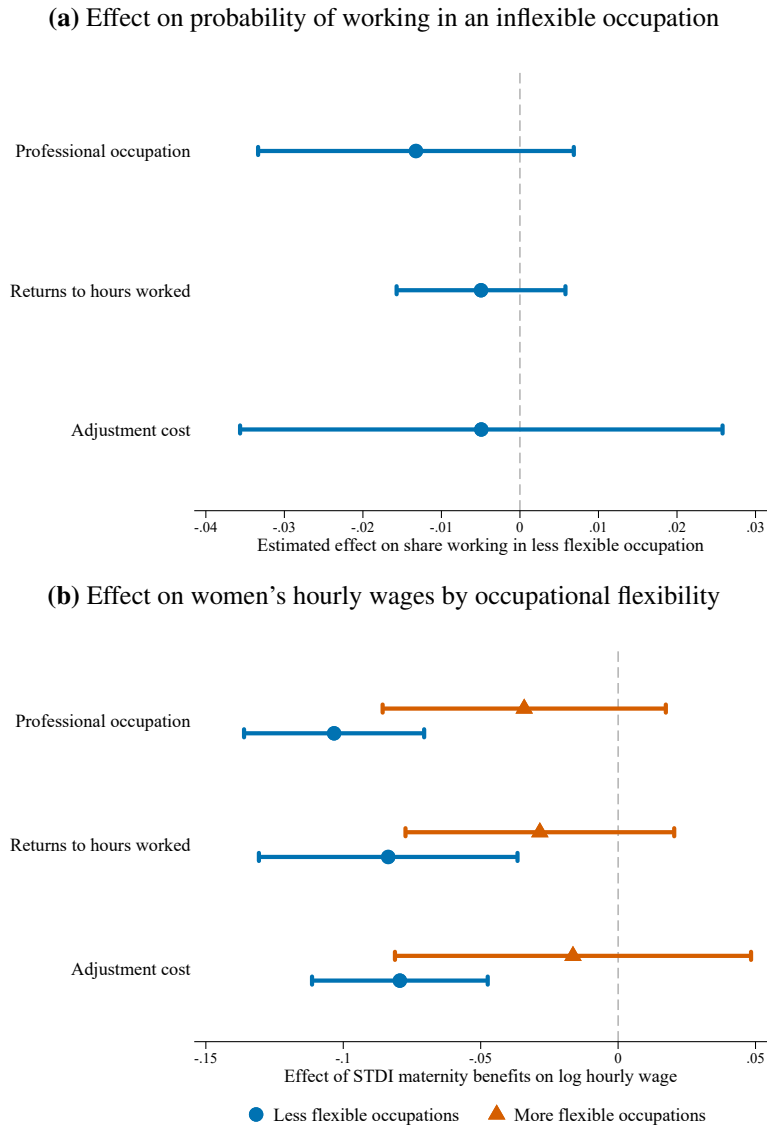 (a) Effect on probability of working in an inflexible occupation
Professional occupation
Returns to hours worked
Adjustment cost
-.04 -.03 -.02 -.01 0 .01 .02 .03
Estimated effect on share working in less flexible occupation
(b) Effect on women's hourly wages by occupational flexibility
Professional occupation
Returns to hours worked
Adjustment cost
-.15 -.1 -.05 0 .05
Effect of STDI maternity benefits on log hourly wage
Less flexible occupations More flexible occupations